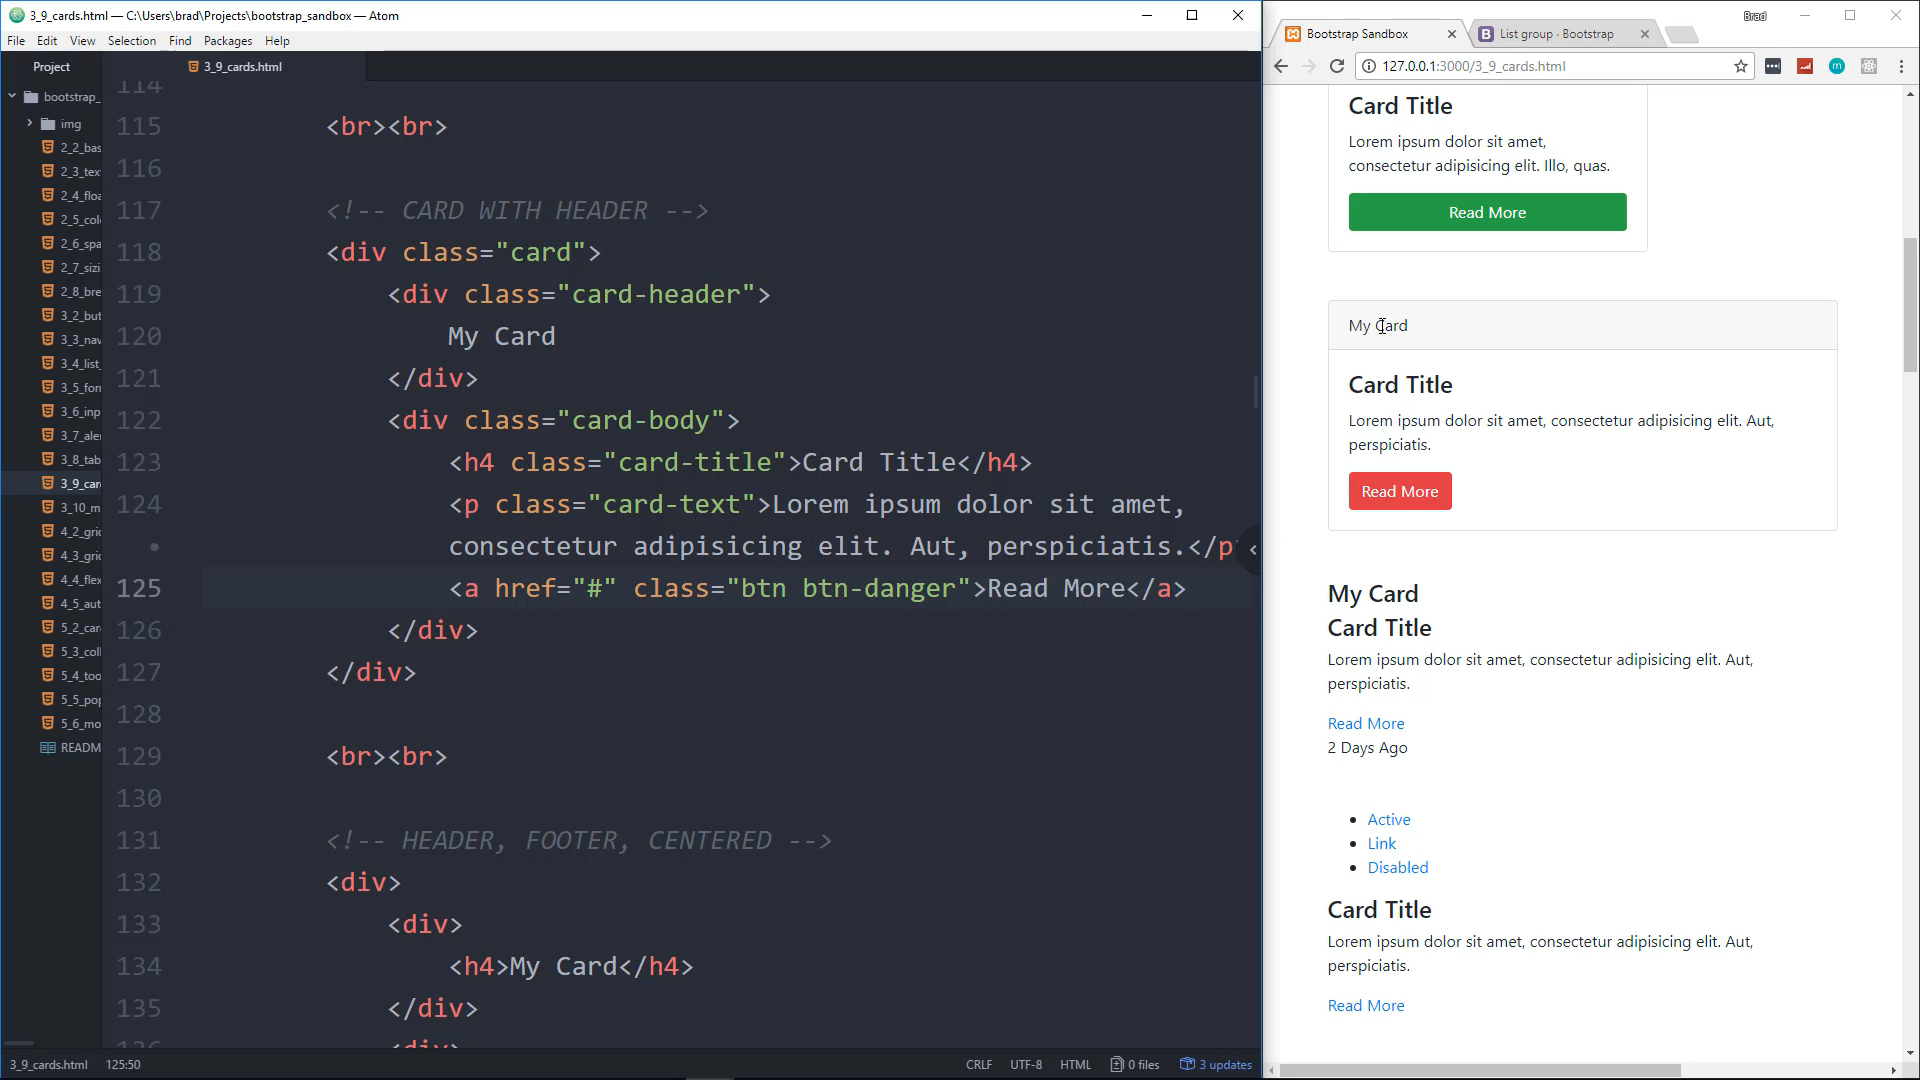 3_9_cards.html — C:\Users\brad\Projects\bootstrap_sandbox — Atom
File Edit View Selection Find Packages Help
Project
bootstrap_
img
2_2_bas
2_3_tex
2_4_floa
2_5_colo
2_6_spa
2_7_sizi
2_8_bre
3_2_but
3_3_nav
3_4_list_
3_5_forn
3_6_inp
3_7_aler
3_8_tab
3_9_car
3_10_m
4_2_grid
4_3_grid
4_4_flex
4_5_aut
5_2_car
5_3_coll
5_4_too
5_5_pop
5_6_mo
README
3_9_cards.html
114
115 <br><br>
116
117 <!-- CARD WITH HEADER -->
118 <div class="card">
119 <div class="card-header">
120 My Card
121 </div>
122 <div class="card-body">
123 <h4 class="card-title">Card Title</h4>
124 <p class="card-text">Lorem ipsum dolor sit amet,
• consectetur adipisicing elit. Aut, perspiciatis.</p
125 <a href="#" class="btn btn-danger">Read More</a>
126 </div>
127 </div>
128
129 <br><br>
130
131 <!-- HEADER, FOOTER, CENTERED -->
132 <div>
133 <div>
134 <h4>My Card</h4>
135 </div>
136 <div>
3_9_cards.html 125:50
CRLF UTF-8 HTML 0 files 3 updates
Brad
Bootstrap Sandbox
List group · Bootstrap
127.0.0.1:3000/3_9_cards.html
Card Title
Lorem ipsum dolor sit amet,
consectetur adipisicing elit. Illo, quas.
Read More
My Card
Card Title
Lorem ipsum dolor sit amet, consectetur adipisicing elit. Aut,
perspiciatis.
Read More
My Card
Card Title
Lorem ipsum dolor sit amet, consectetur adipisicing elit. Aut,
perspiciatis.
Read More
2 Days Ago
Active
Link
Disabled
Card Title
Lorem ipsum dolor sit amet, consectetur adipisicing elit. Aut,
perspiciatis.
Read More